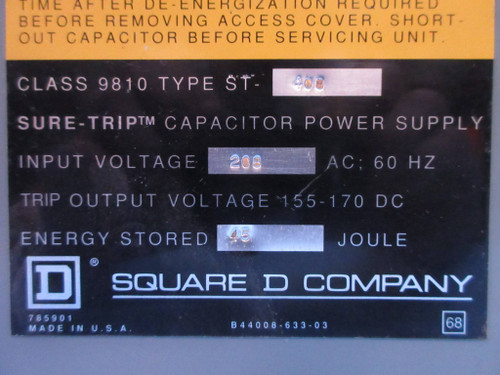 TIME AFTER DE-ENERGIZATION REQUIRED
BEFORE REMOVING ACCESS COVER. SHORT-
OUT CAPACITOR BEFORE SERVICING UNIT.
CLASS 9810 TYPE ST- 408
SURE-TRIP™ CAPACITOR POWER SUPPLY
INPUT VOLTAGE 208 AC; 60 HZ
TRIP OUTPUT VOLTAGE 155-170 DC
ENERGY STORED 45 JOULE
D ® SQUARE D COMPANY
785901
MADE IN U.S.A.
B44008-633-03
68